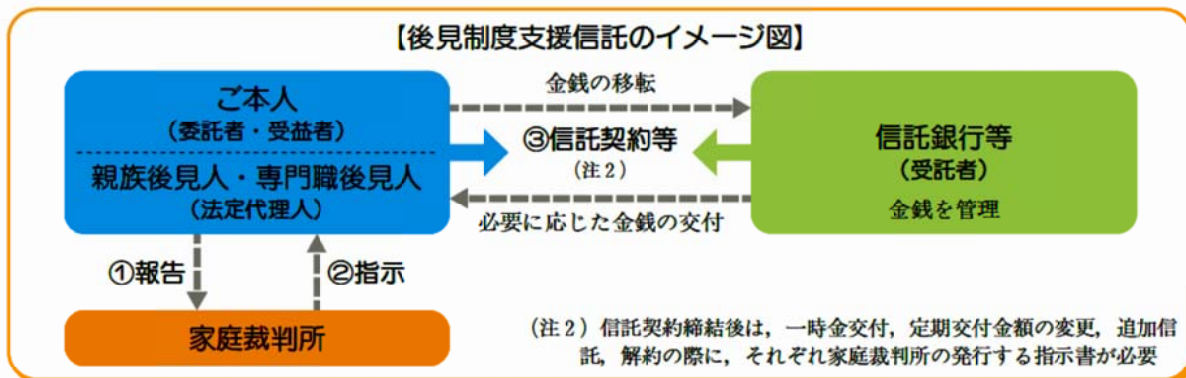 【後見制度支援信託のイメージ図】
ご本人
（委託者・受益者）
親族後見人・専門職後見人
（法定代理人）
金銭の移転
③信託契約等
（注２）
必要に応じた金銭の交付
信託銀行等
（受託者）
金銭を管理
①報告
②指示
家庭裁判所
（注２）信託契約締結後は，一時金交付，定期交付金額の変更，追加信
託，解約の際に，それぞれ家庭裁判所の発行する指示書が必要